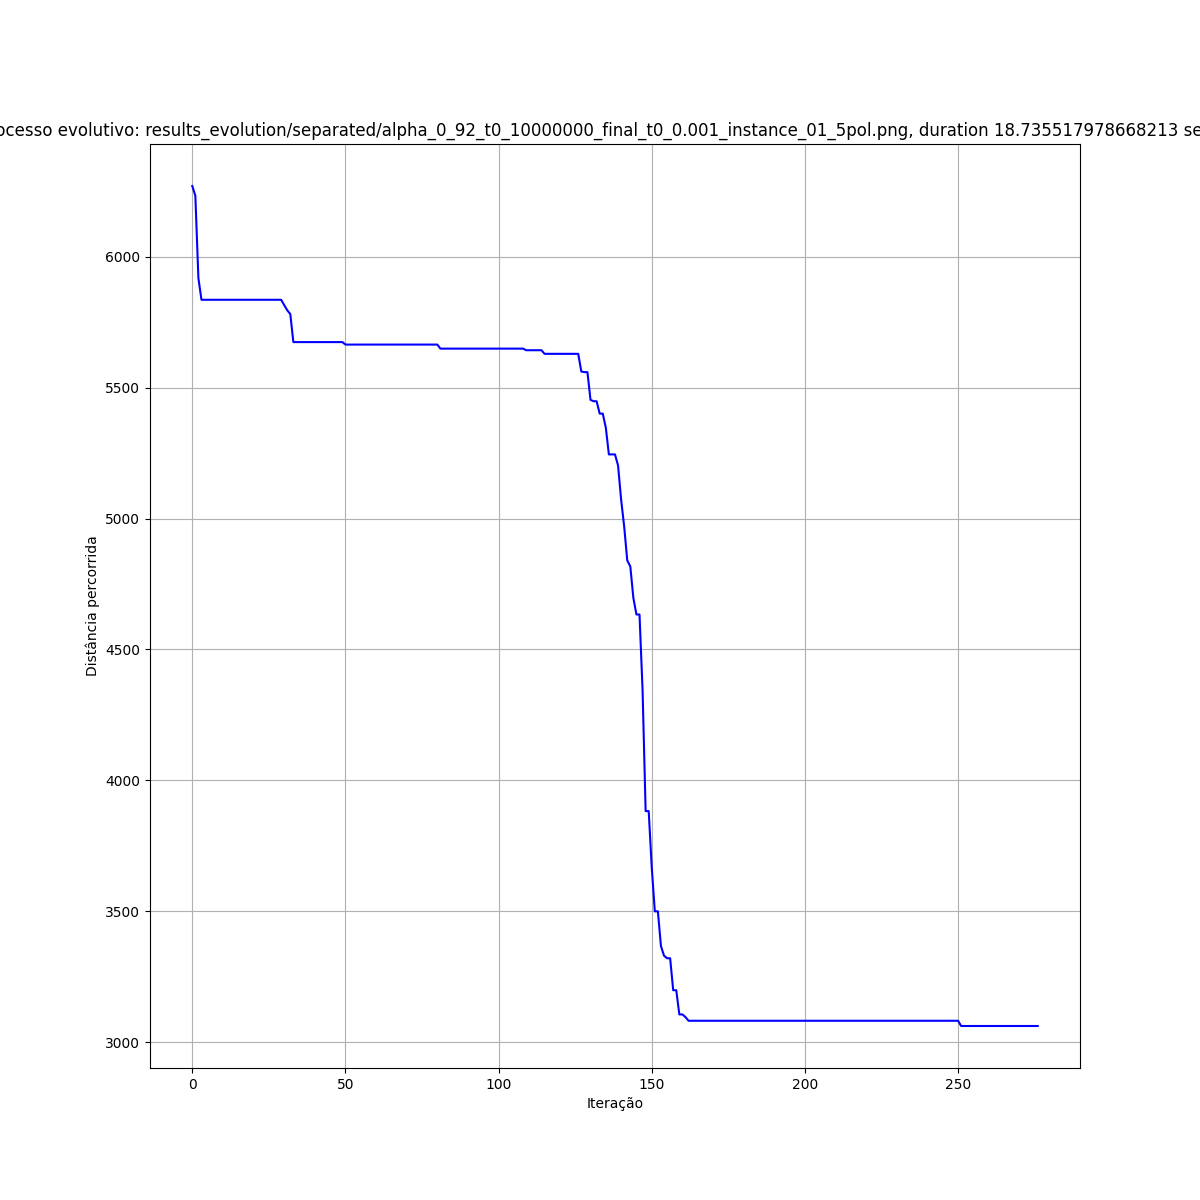 ocesso evolutivo: results_evolution/separated/alpha_0_92_t0_10000000_final_t0_0.001_instance_01_5pol.png, duration 18.735517978668213 se
6000
5500
5000
4500
4000
3500
3000
Distância percorrida
0 50 100 150 200 250
Iteração